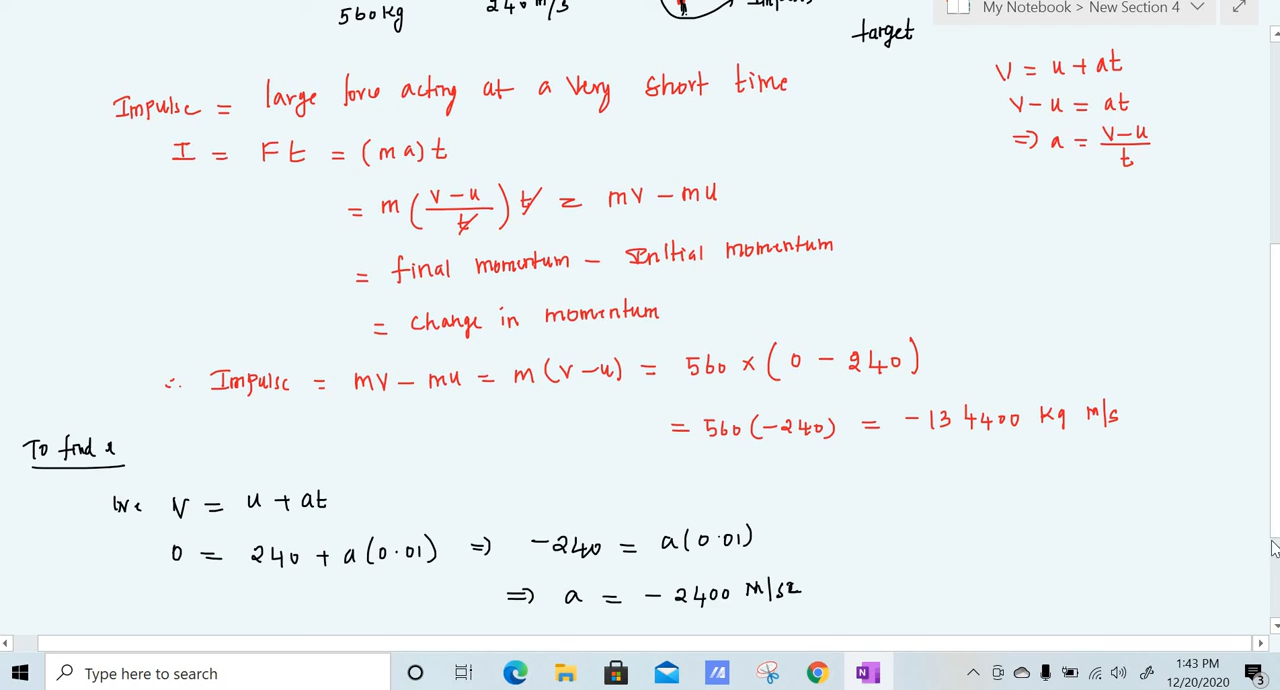 560 kg
240 m/s
target
My Notebook > New Section 4
V = u + at
V - u = at
⇒ a = V-u/t
Impulse = large force acting at a very short time
I = Ft = (ma)t
= m(V-u/t)t = mV - mu
= final momentum - Initial momentum
= change in momentum
∴ Impulse = mV - mu = m(V-u) = 560 × (0 - 240)
= 560(-240) = -134400 kg m/s
To find
V = u + at
0 = 240 + a(0.01) ⇒ -240 = a(0.01)
⇒ a = -2400 m/s2
Type here to search
1:43 PM
12/20/2020
3